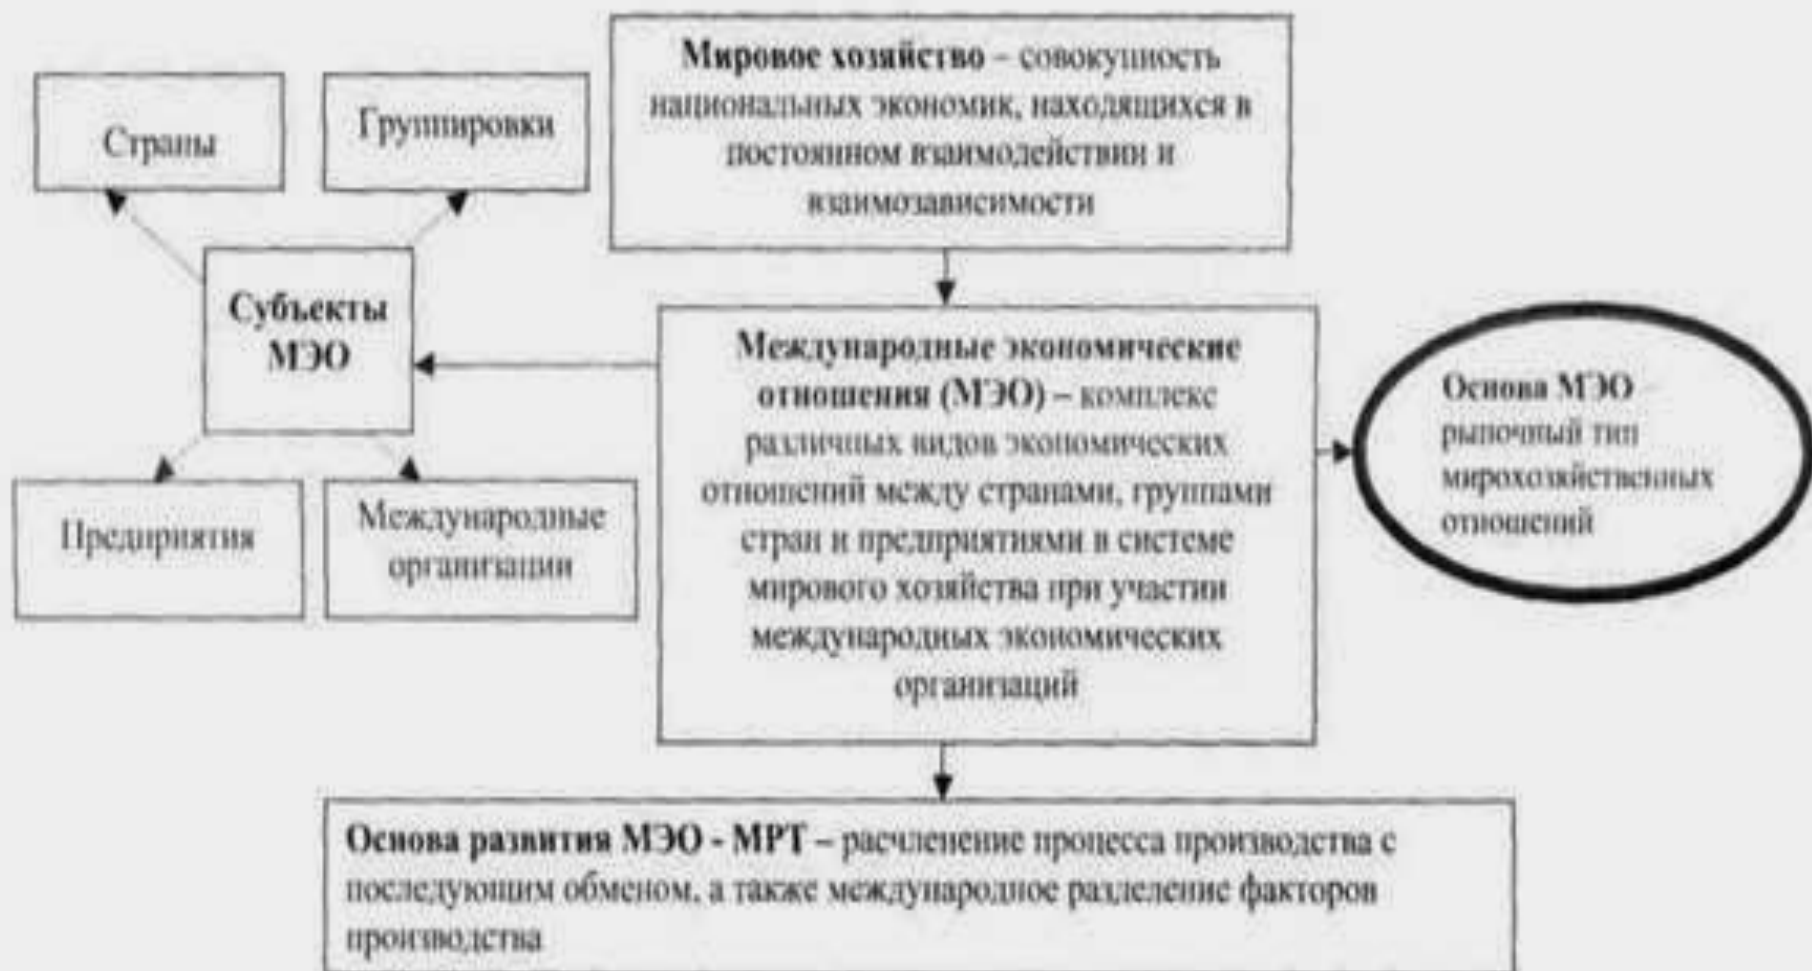 Мировое хозяйство – совокупность
национальных экономик, находящихся в
постоянном взаимодействии и
взаимозависимости
Страны
Группировки
Субъекты
МЭО
Предприятия
Международные
организации
Международные экономические
отношения (МЭО) – комплекс
различных видов экономических
отношений между странами, группами
стран и предприятиями в системе
мирового хозяйства при участии
международных экономических
организаций
Основа МЭО –
рыночный тип
мирохозяйственных
отношений
Основа развития МЭО - МРТ – расчленение процесса производства с
последующим обменом, а также международное разделение факторов
производства